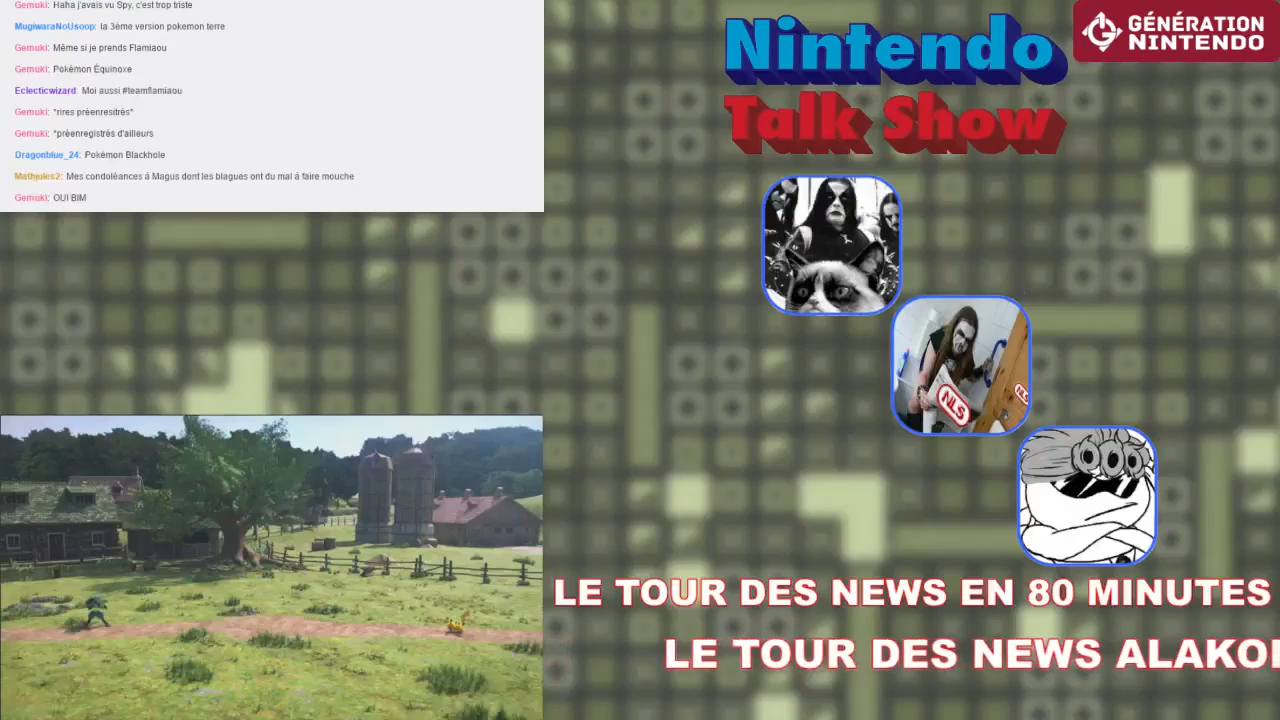 Gemuki: Haha j'avais vu Spy, c'est trop triste
MugiwaraNoUsoop: la 3ème version pokemon terre
Gemuki: Même si je prends Flamiaou
Gemuki: Pokémon Équinoxe
Eclecticwizard: Moi aussi #teamflamiaou
Gemuki: *rires prèenresitrés*
Gemuki: *prèenregistrés d'ailleurs
Dragonblue_24: Pokémon Blackhole
Mathjules2: Mes condoléances à Magus dont les blagues ont du mal à faire mouche
Gemuki: OUI BIM
Nintendo
Talk Show
GÉNÉRATION
NINTENDO
NLS
NLS
LE TOUR DES NEWS EN 80 MINUTES
LE TOUR DES NEWS ALAKO